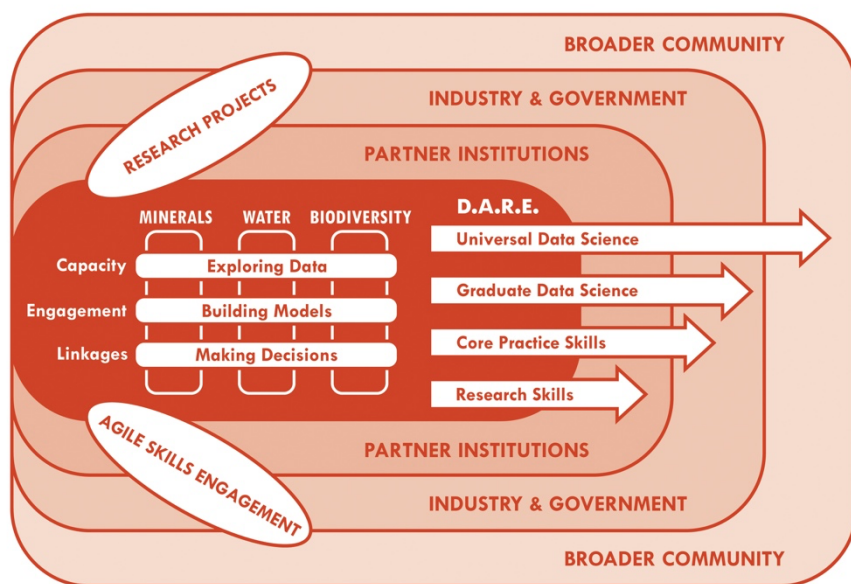 BROADER COMMUNITY
INDUSTRY & GOVERNMENT
PARTNER INSTITUTIONS
RESEARCH PROJECTS
D.A.R.E.
MINERALS WATER BIODIVERSITY
Capacity Exploring Data
Engagement Building Models
Linkages Making Decisions
Universal Data Science
Graduate Data Science
Core Practice Skills
Research Skills
AGILE SKILLS ENGAGEMENT
PARTNER INSTITUTIONS
INDUSTRY & GOVERNMENT
BROADER COMMUNITY